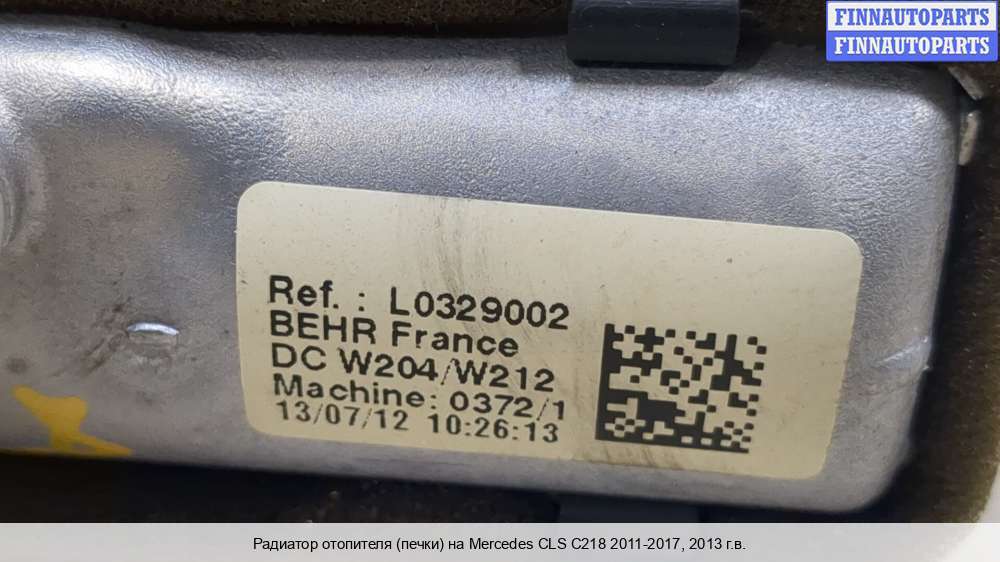 FINNAUTOPARTS
FINNAUTOPARTS
Ref. : L0329002
BEHR France
DC W204/W212
Machine: 0372/1
13/07/12 10:26:13
Радиатор отопителя (печки) на Mercedes CLS C218 2011-2017, 2013 г.в.